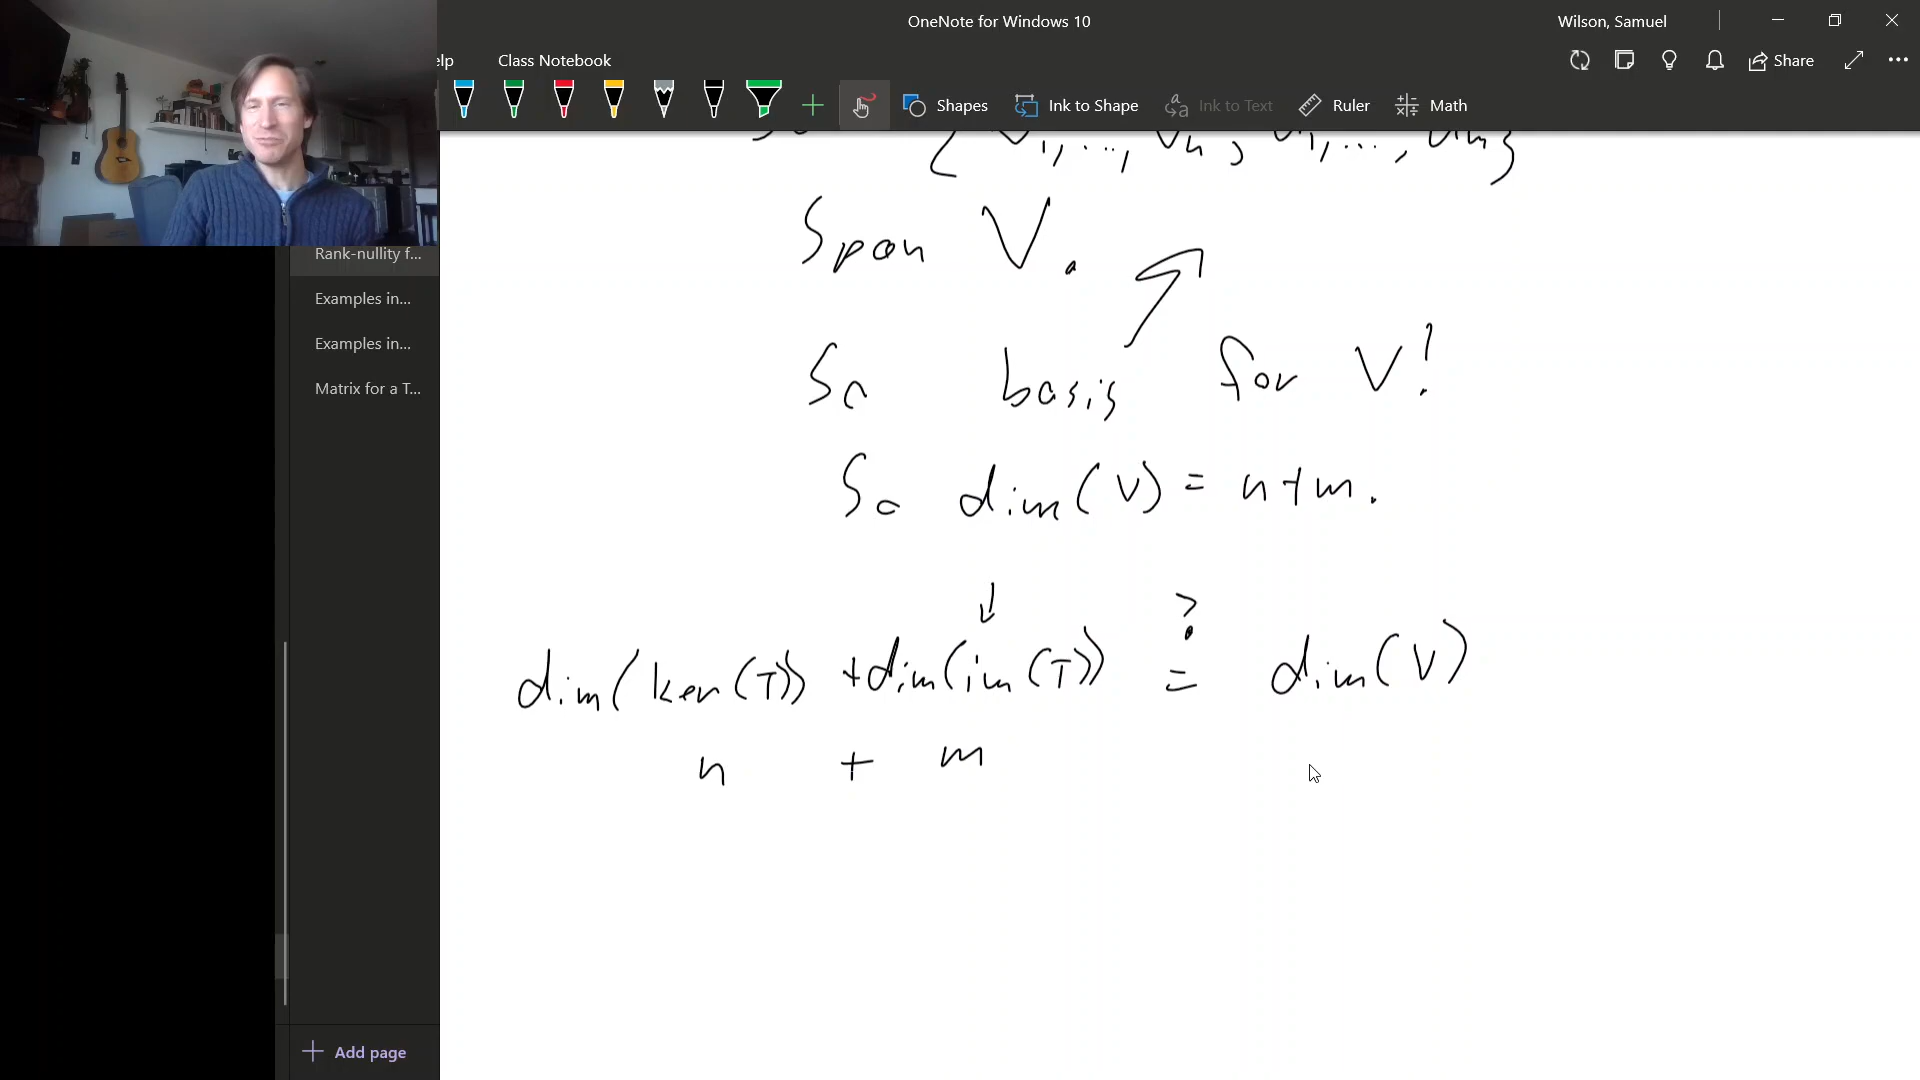 OneNote for Windows 10
Wilson, Samuel
elp
Class Notebook
Share
Shapes
Ink to Shape
Ink to Text
Ruler
Math
Rank-nullity f...
Examples in...
Examples in...
Matrix for a T...
Add page
Span V.
So basis for V!
So dim(V) = n+m.
dim(ker(T)) + dim(im(T)) ?= dim(V)
n + m